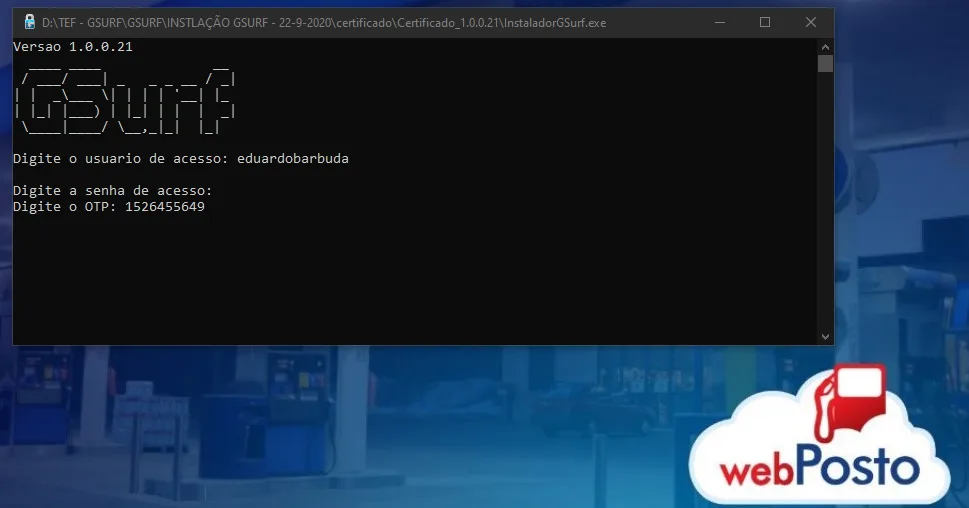 D:\TEF - GSURF\GSURF\INSTLAÇÃO GSURF - 22-9-2020\certificado\Certificado_1.0.0.21\InstaladorGSurf.exe
Versao 1.0.0.21
GSurf
Digite o usuario de acesso: eduardobarbuda
Digite a senha de acesso:
Digite o OTP: 1526455649
webPosto